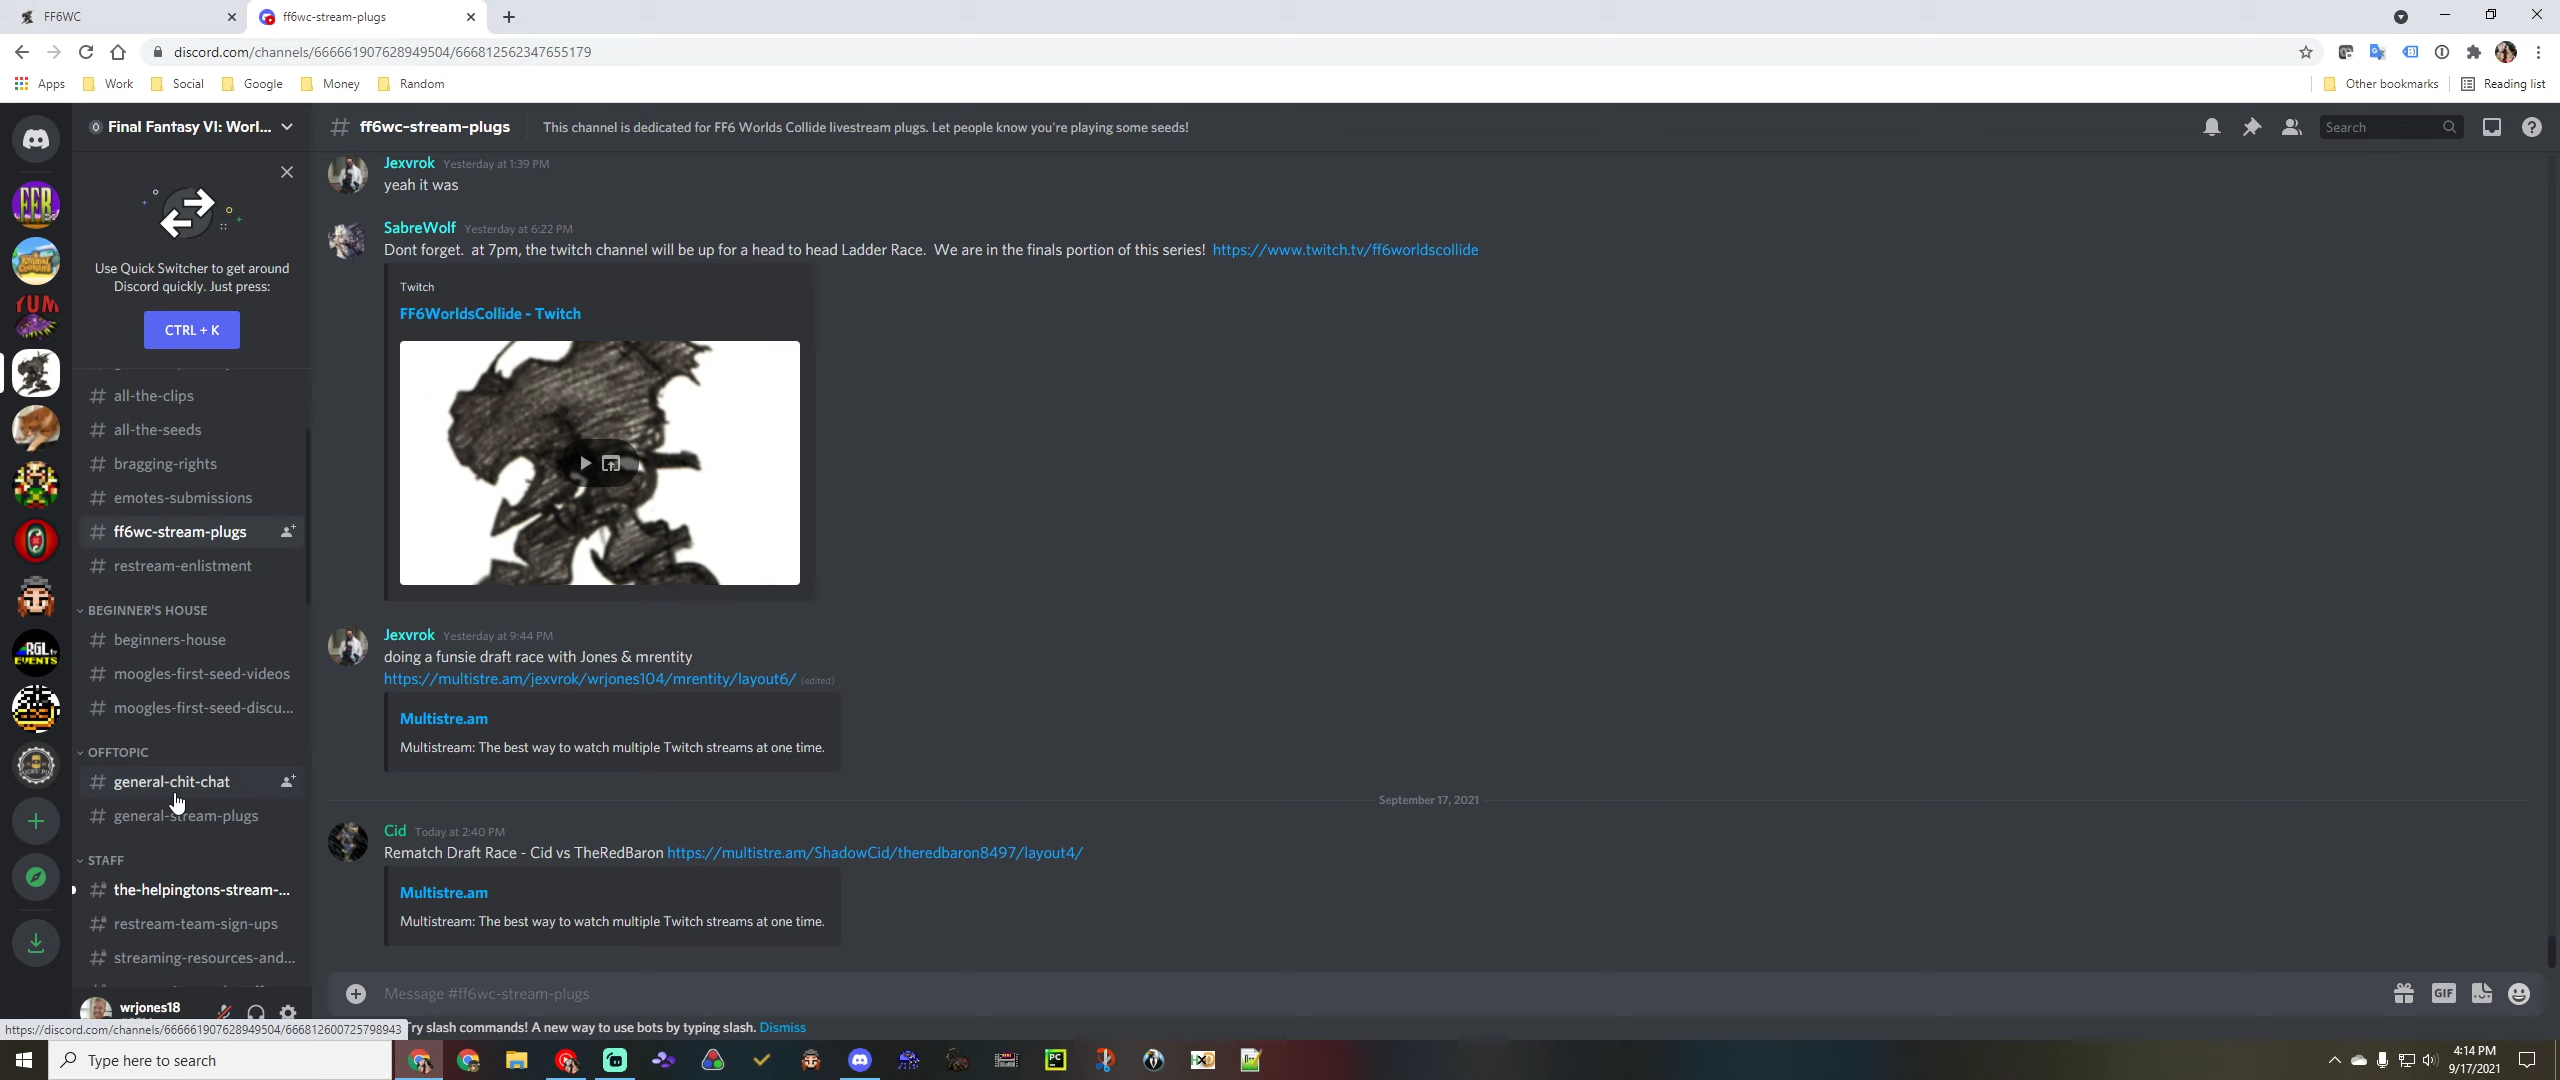 FF6WC
ff6wc-stream-plugs
discord.com/channels/666661907628949504/666812562347655179
Apps Work Social Google Money Random Other bookmarks Reading list
Final Fantasy VI: Worl...
ff6wc-stream-plugs This channel is dedicated for FF6 Worlds Collide livestream plugs. Let people know you're playing some seeds! Search
Use Quick Switcher to get around
Discord quickly. Just press:
CTRL + K
# all-the-clips
# all-the-seeds
# bragging-rights
# emotes-submissions
# ff6wc-stream-plugs
# restream-enlistment
BEGINNER'S HOUSE
# beginners-house
# moogles-first-seed-videos
# moogles-first-seed-discu...
OFFTOPIC
# general-chit-chat
# general-stream-plugs
STAFF
# the-helpingtons-stream-...
# restream-team-sign-ups
# streaming-resources-and...
wrjones18
FFR
YUM
RGL tv
EVENTS
Jexvrok Yesterday at 1:39 PM
yeah it was
SabreWolf Yesterday at 6:22 PM
Dont forget. at 7pm, the twitch channel will be up for a head to head Ladder Race. We are in the finals portion of this series! https://www.twitch.tv/ff6worldscollide
Twitch
FF6WorldsCollide - Twitch
Jexvrok Yesterday at 9:44 PM
doing a funsie draft race with Jones & mrentity
https://multistre.am/jexvrok/wrjones104/mrentity/layout6/ (edited)
Multistre.am
Multistream: The best way to watch multiple Twitch streams at one time.
September 17, 2021
Cid Today at 2:40 PM
Rematch Draft Race - Cid vs TheRedBaron https://multistre.am/ShadowCid/theredbaron8497/layout4/
Multistre.am
Multistream: The best way to watch multiple Twitch streams at one time.
Message #ff6wc-stream-plugs
GIF
https://discord.com/channels/666661907628949504/666812600725798943
Try slash commands! A new way to use bots by typing slash. Dismiss
Type here to search
PC
HXD
4:14 PM
9/17/2021